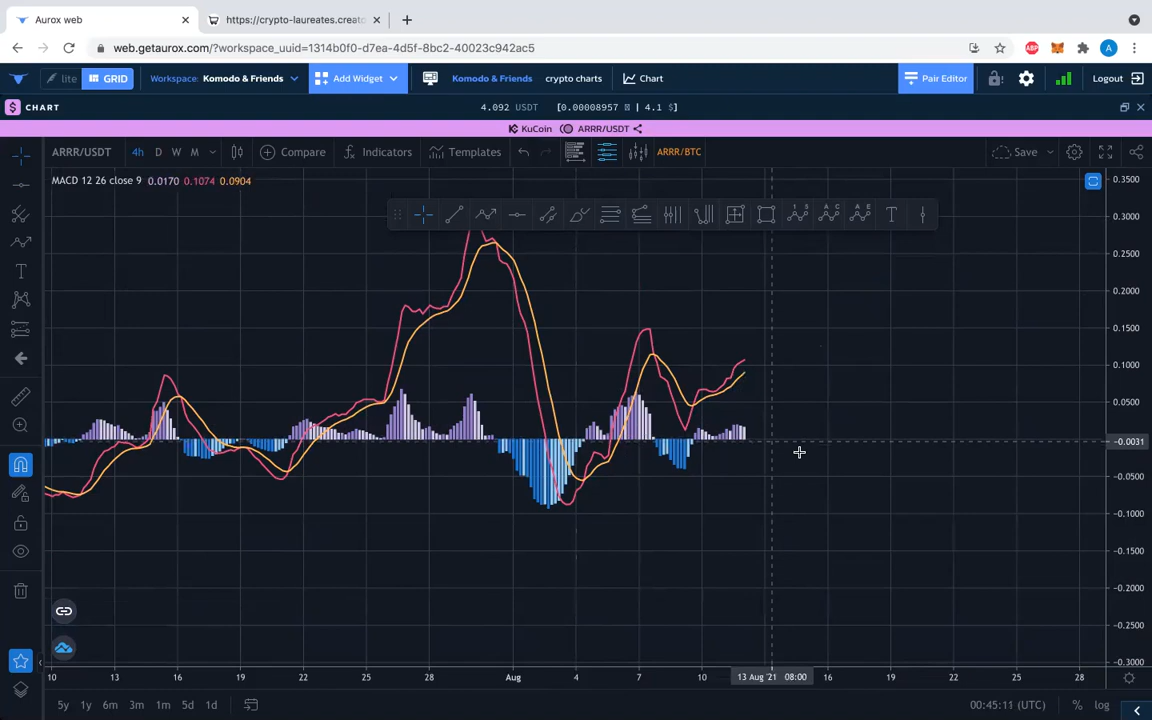 Aurox web
https://crypto-laureates.creato
web.getaurox.com/?workspace_uuid=1314b0f0-d7ea-4d5f-8bc2-40023c942ac5
ABP
A
lite GRID Workspace: Komodo & Friends Add Widget Komodo & Friends crypto charts Chart Pair Editor Logout
$ CHART 4.092 USDT [0.00008957 ₿ | 4.1 $]
KuCoin ARRR/USDT
ARRR/USDT 4h D W M Compare Indicators Templates ARRR/BTC Save
MACD 12 26 close 9 0.0170 0.1074 0.0904
0.3500
0.3000
0.2500
0.2000
0.1500
0.1000
0.0500
−0.0031
−0.0500
−0.1000
−0.1500
−0.2000
−0.2500
−0.3000
10 13 16 19 22 25 28 Aug 4 7 10 13 Aug '21 08:00 16 19 22 25 28
5y 1y 6m 3m 1m 5d 1d 00:45:11 (UTC) % log